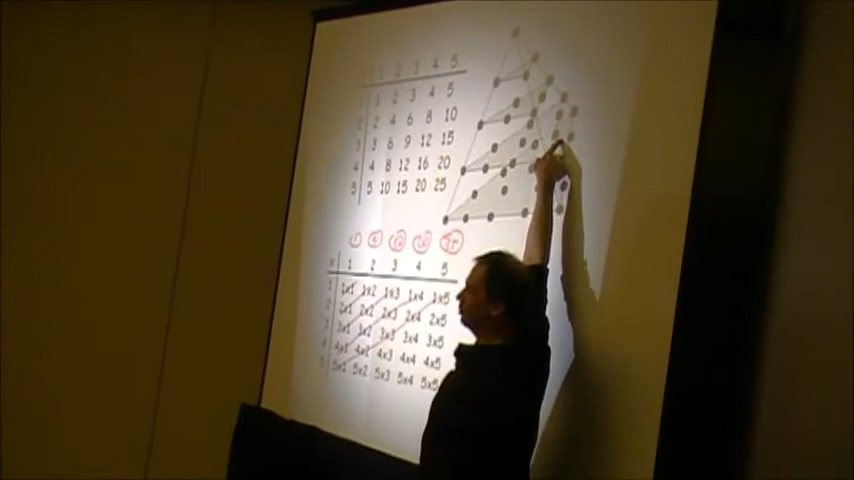 1 2 3 4 5
1 1 2 3 4 5
2 2 4 6 8 10
3 3 6 9 12 15
4 4 8 12 16 20
5 5 10 15 20 25
x 1 2 3 4 5
1 1x1 1x2 1x3 1x4 1x5
2 2x1 2x2 2x3 2x4 2x5
3 3x1 3x2 3x3 3x4 3x5
4 4x1 4x2 4x3 4x4 4x5
5 5x1 5x2 5x3 5x4 5x5